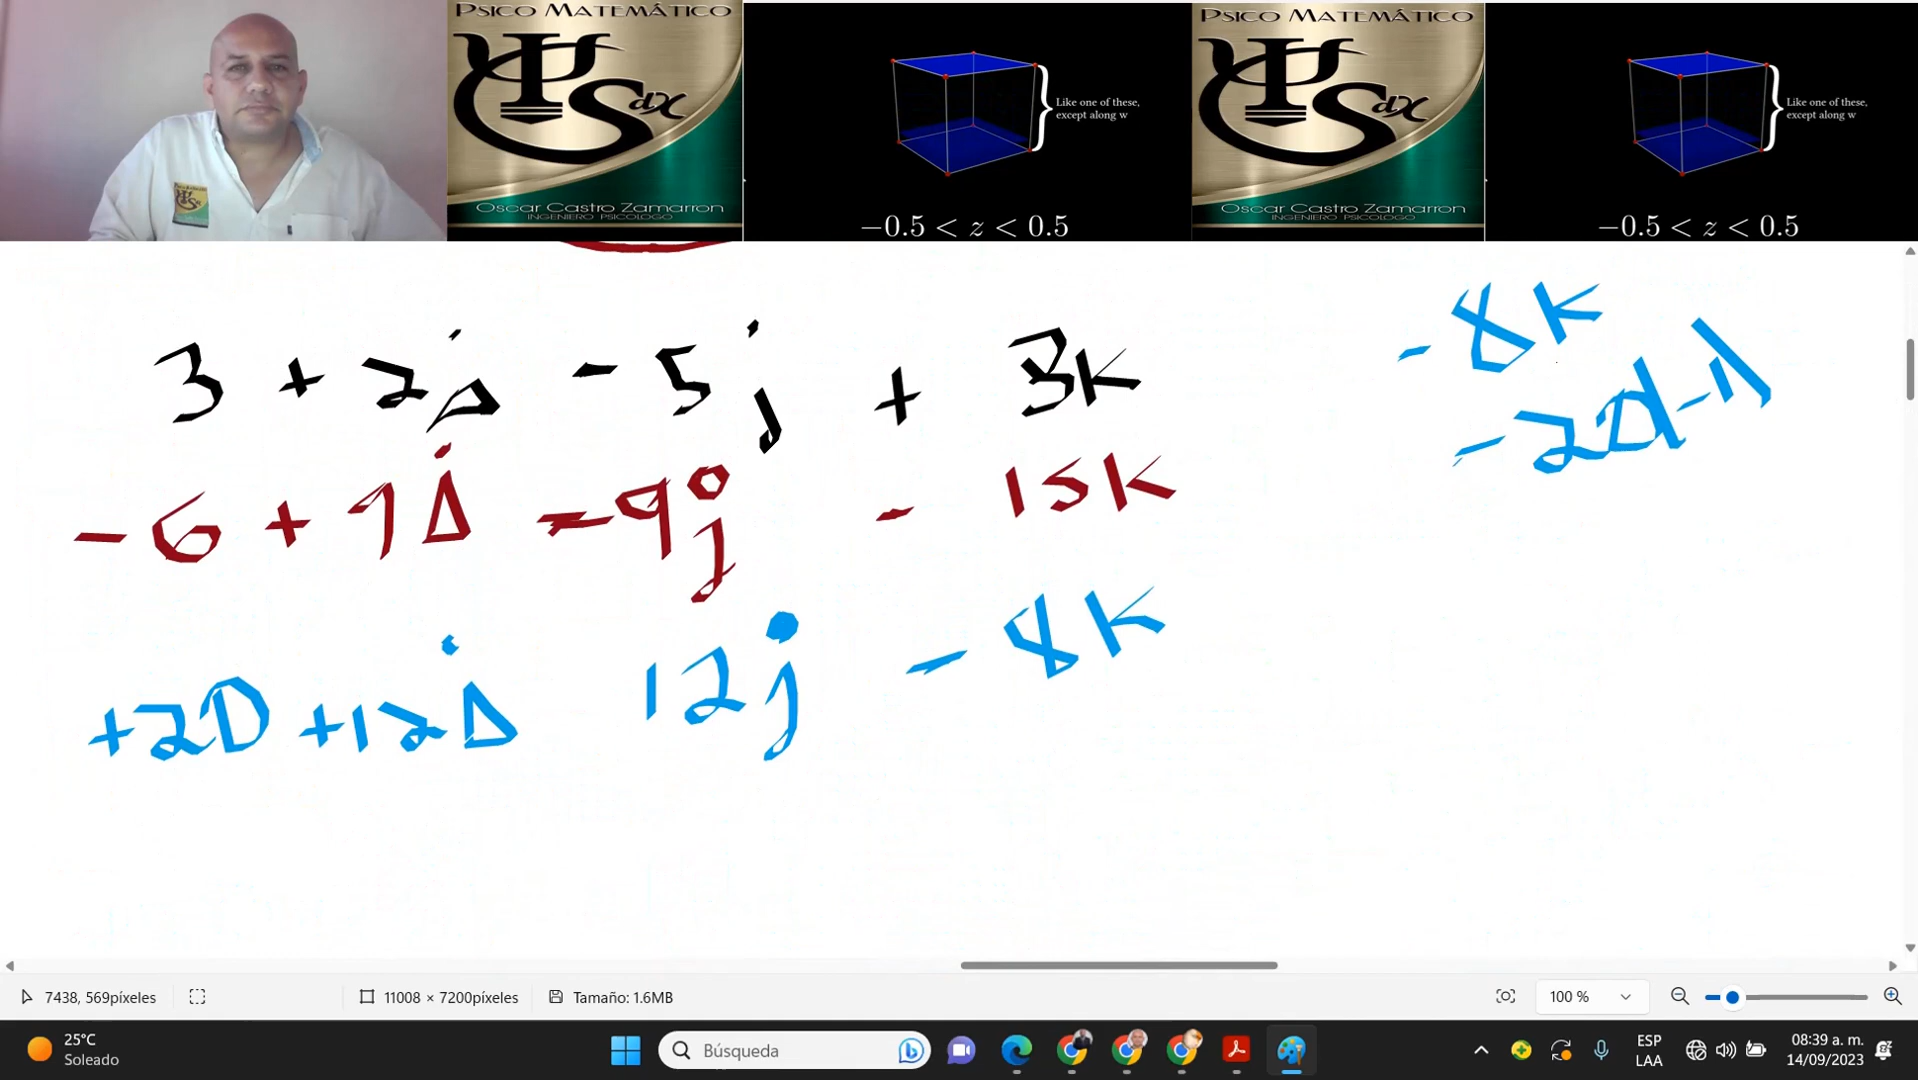 PSICO MATEMÁTICO
dx
Oscar Castro Zamarron
INGENIERO PSICOLOGO
Like one of these,
except along w
−0.5 < z < 0.5
PSICO MATEMÁTICO
dx
Oscar Castro Zamarron
INGENIERO PSICOLOGO
Like one of these,
except along w
−0.5 < z < 0.5
3 + 2i - 5j + 3k
-6 + 9i - 9j - 15k
+20 +12i 12j - 8k
- 8k
7438, 569píxeles
11008 × 7200píxeles
Tamaño: 1.6MB
100 %
25°C
Soleado
Búsqueda
ESP
LAA
08:39 a. m.
14/09/2023